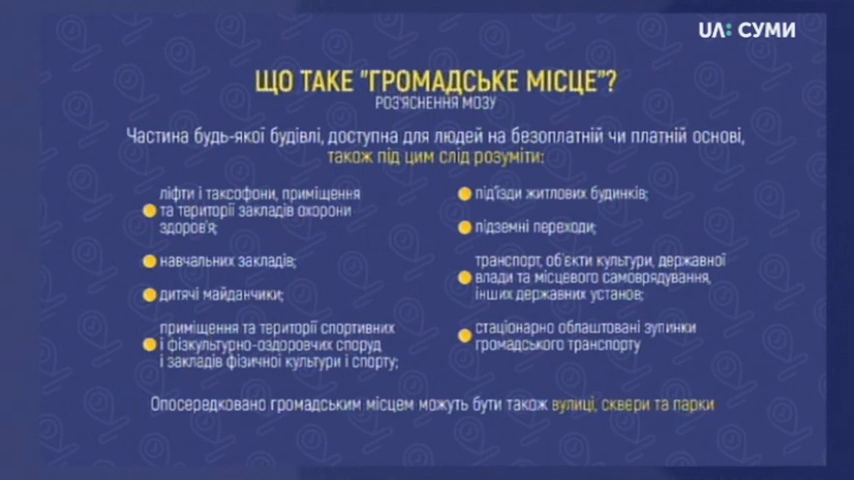 UA: СУМИ
ЩО ТАКЕ "ГРОМАДСЬКЕ МІСЦЕ"?
РОЗ'ЯСНЕННЯ МОЗУ
Частина будь-якої будівлі, доступна для людей на безоплатній чи платній основі,
також під цим слід розуміти:
ліфти і таксофони, приміщення
та території закладів охорони
здоров'я;
навчальних закладів;
дитячі майданчики;
приміщення та території спортивних
і фізкультурно-оздоровчих споруд
і закладів фізичної культури і спорту;
під'їзди житлових будинків;
підземні переходи;
транспорт, об'єкти культури, державної
влади та місцевого самоврядування,
інших державних установ;
стаціонарно облаштовані зупинки
громадського транспорту
Опосередковано громадським місцем можуть бути також вулиці, сквери та парки